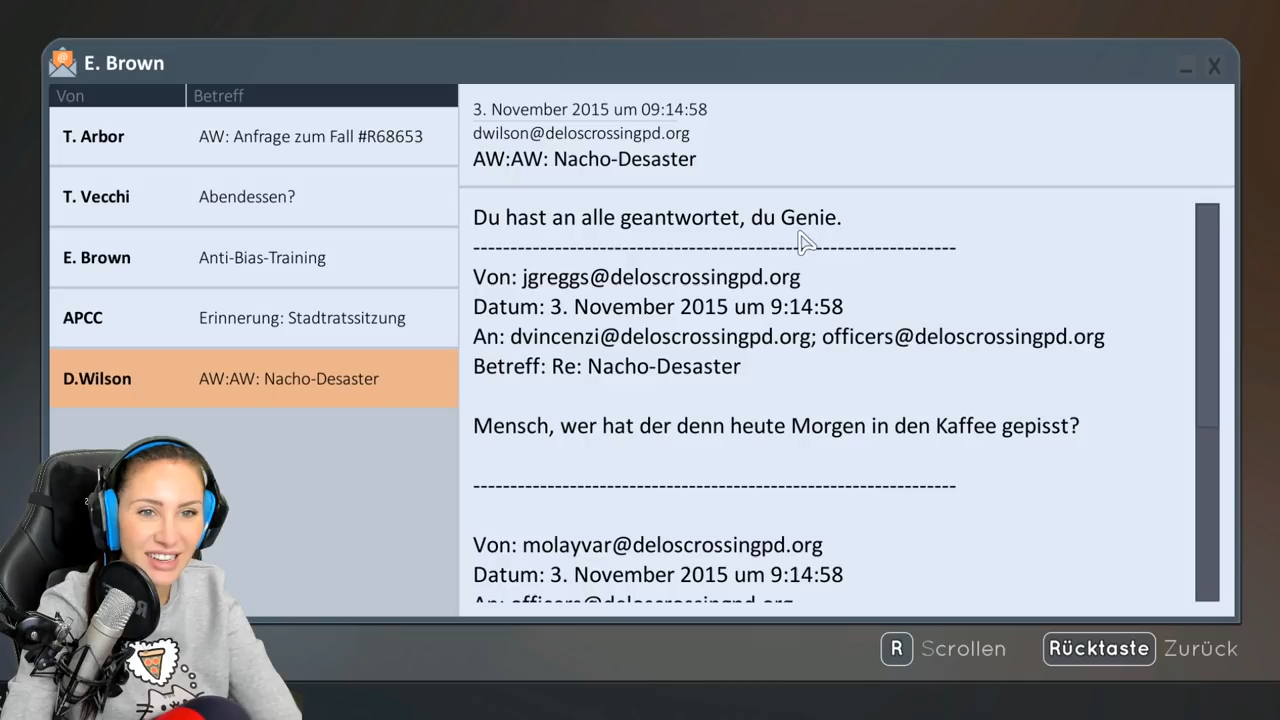 E. Brown
Von Betreff
T. Arbor AW: Anfrage zum Fall #R68653
T. Vecchi Abendessen?
E. Brown Anti-Bias-Training
APCC Erinnerung: Stadtratssitzung
D.Wilson AW:AW: Nacho-Desaster
3. November 2015 um 09:14:58
dwilson@deloscrossingpd.org
AW:AW: Nacho-Desaster
Du hast an alle geantwortet, du Genie.
-----------------------------------------------------------------
Von: jgreggs@deloscrossingpd.org
Datum: 3. November 2015 um 9:14:58
An: dvincenzi@deloscrossingpd.org; officers@deloscrossingpd.org
Betreff: Re: Nacho-Desaster
Mensch, wer hat der denn heute Morgen in den Kaffee gepisst?
-----------------------------------------------------------------
Von: molayvar@deloscrossingpd.org
Datum: 3. November 2015 um 9:14:58
An: officers@deloscrossingpd.org
R Scrollen Rücktaste Zurück